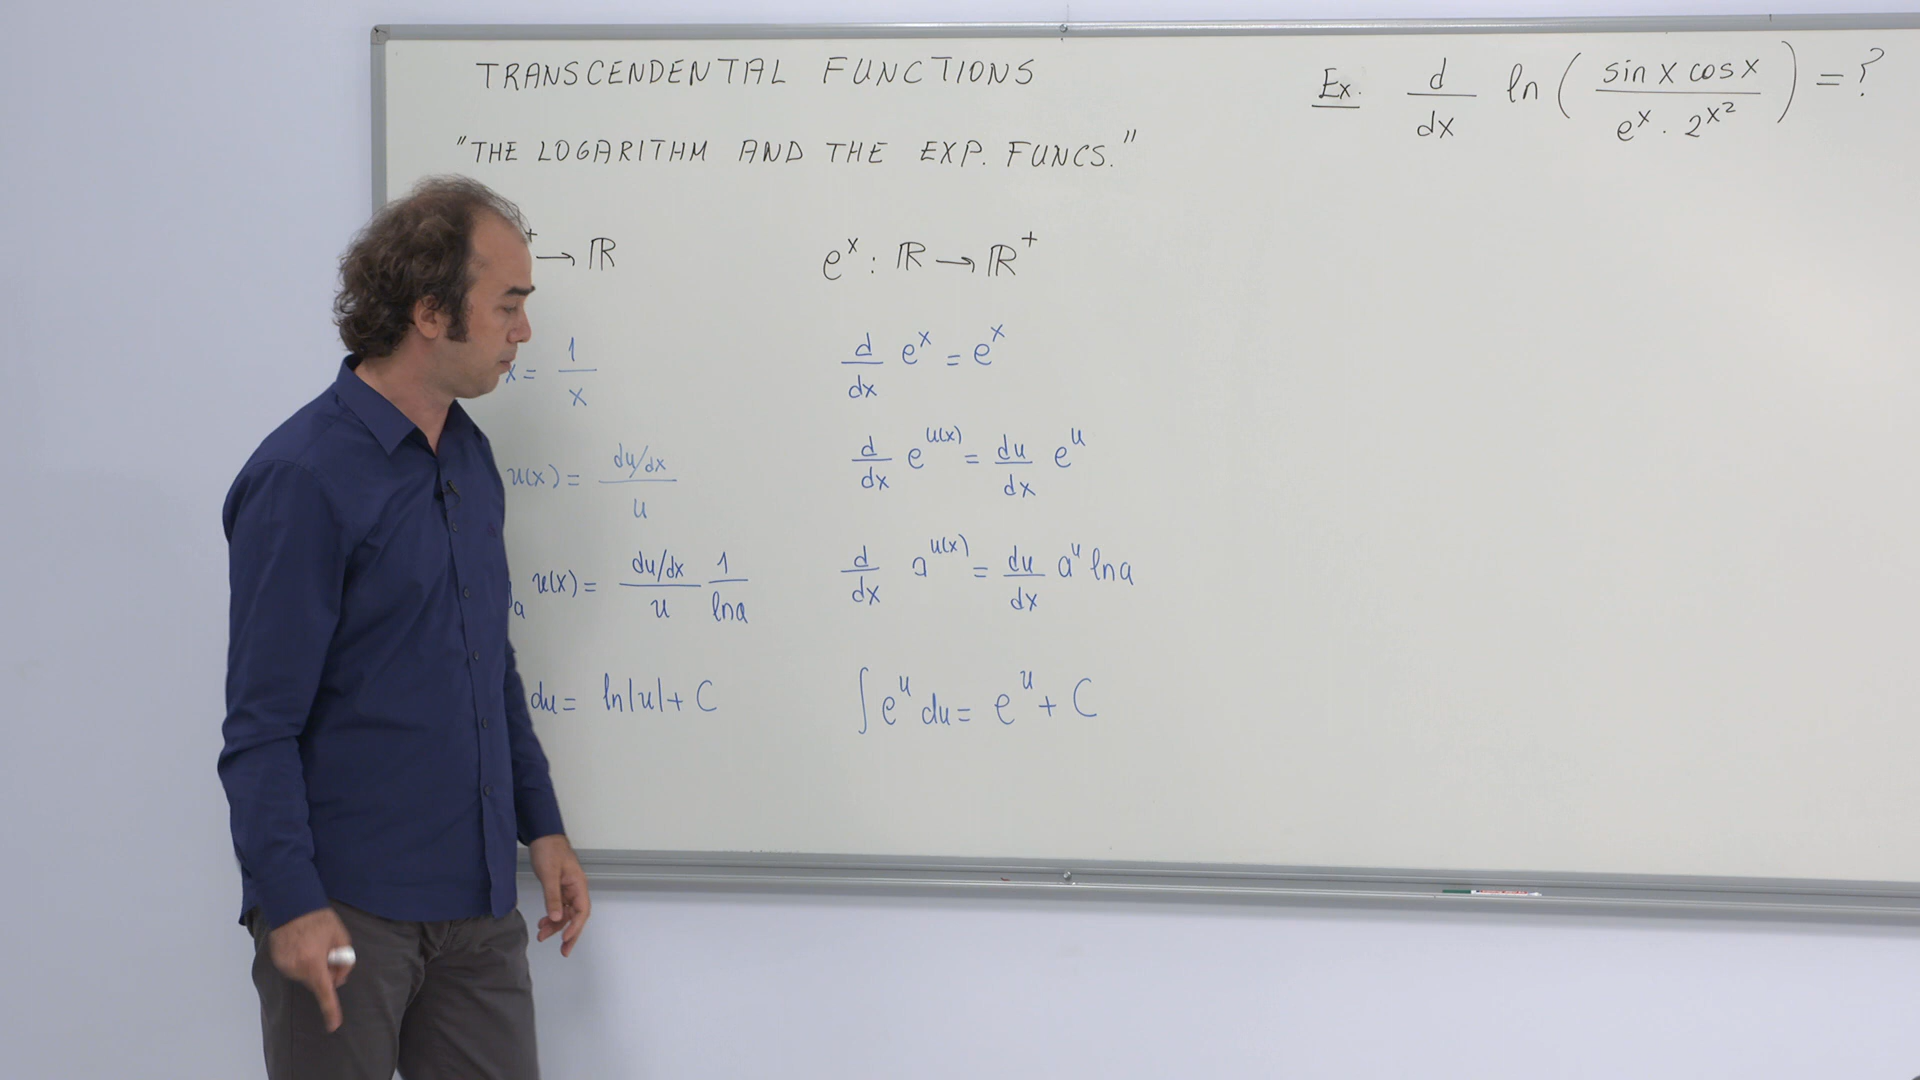 TRANSCENDENTAL FUNCTIONS
"THE LOGARITHM AND THE EXP. FUNCS."
+ → ℝ
x = 1/x
u(x) = (du/dx)/u
a u(x) = (du/dx)/u 1/lna
du = ln|u| + C
e^x : ℝ → ℝ^+
d/dx e^x = e^x
d/dx e^u(x) = du/dx e^u
d/dx a^u(x) = du/dx a^u lna
∫ e^u du = e^u + C
Ex. d/dx ln ( (sin x cos x)/(e^x . 2^x^2) ) = ?